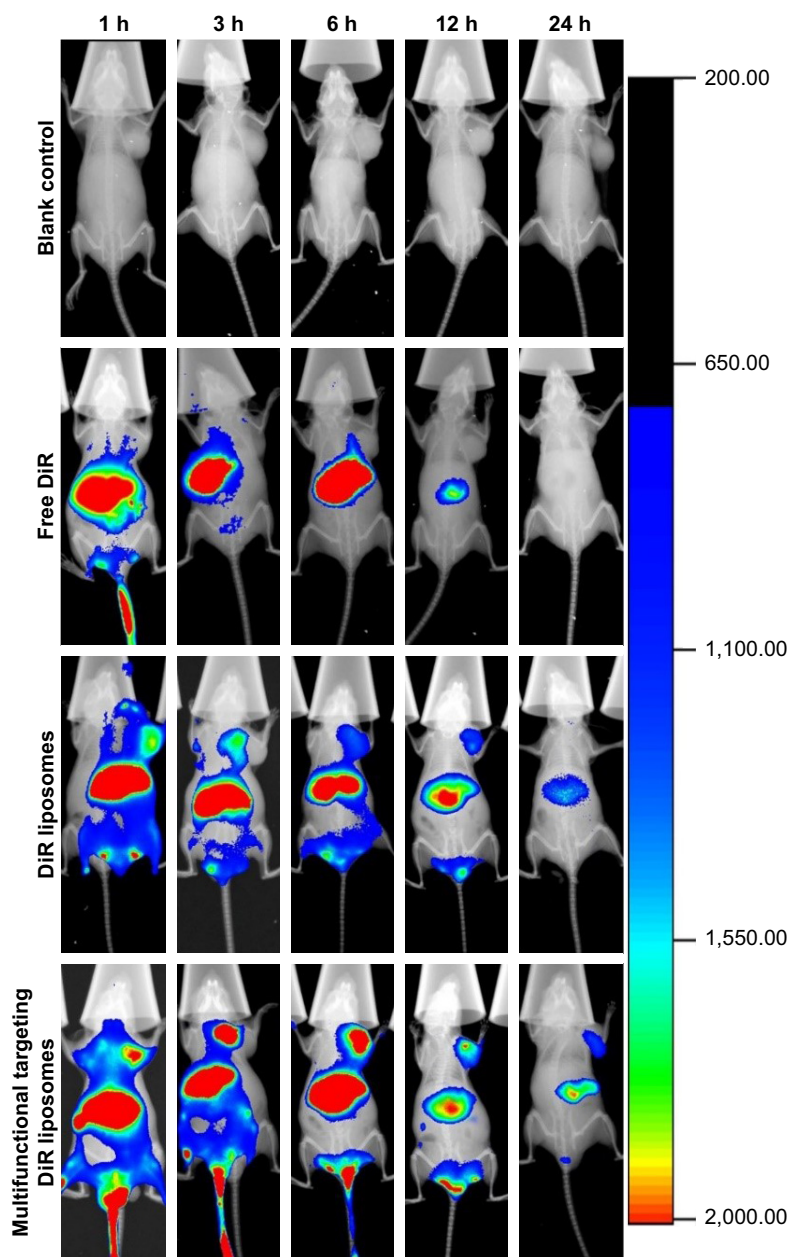 1 h 3 h 6 h 12 h 24 h
Blank control
Free DiR
DiR liposomes
Multifunctional targeting
DiR liposomes
200.00
650.00
1,100.00
1,550.00
2,000.00